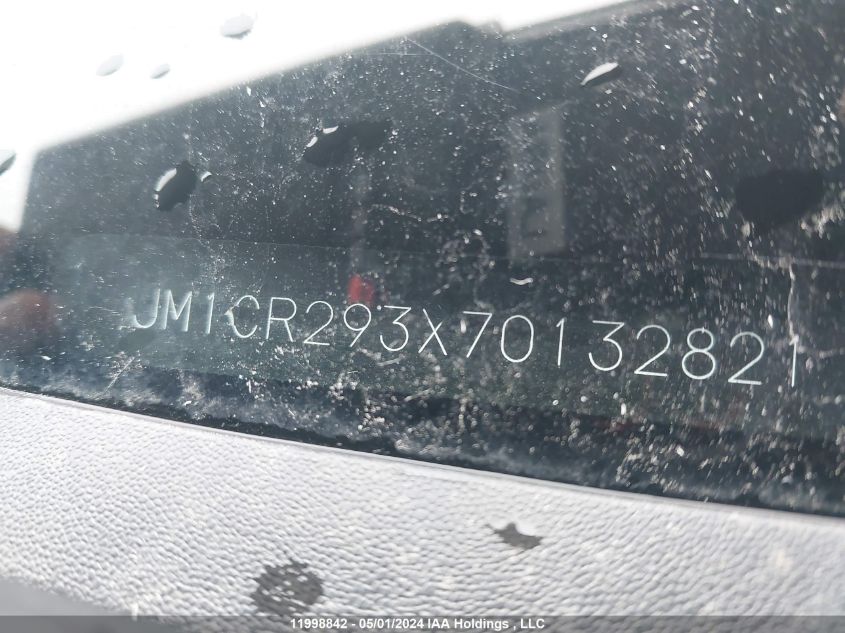 JM1CR293X70132821
11998842 - 05/01/2024 IAA Holdings , LLC